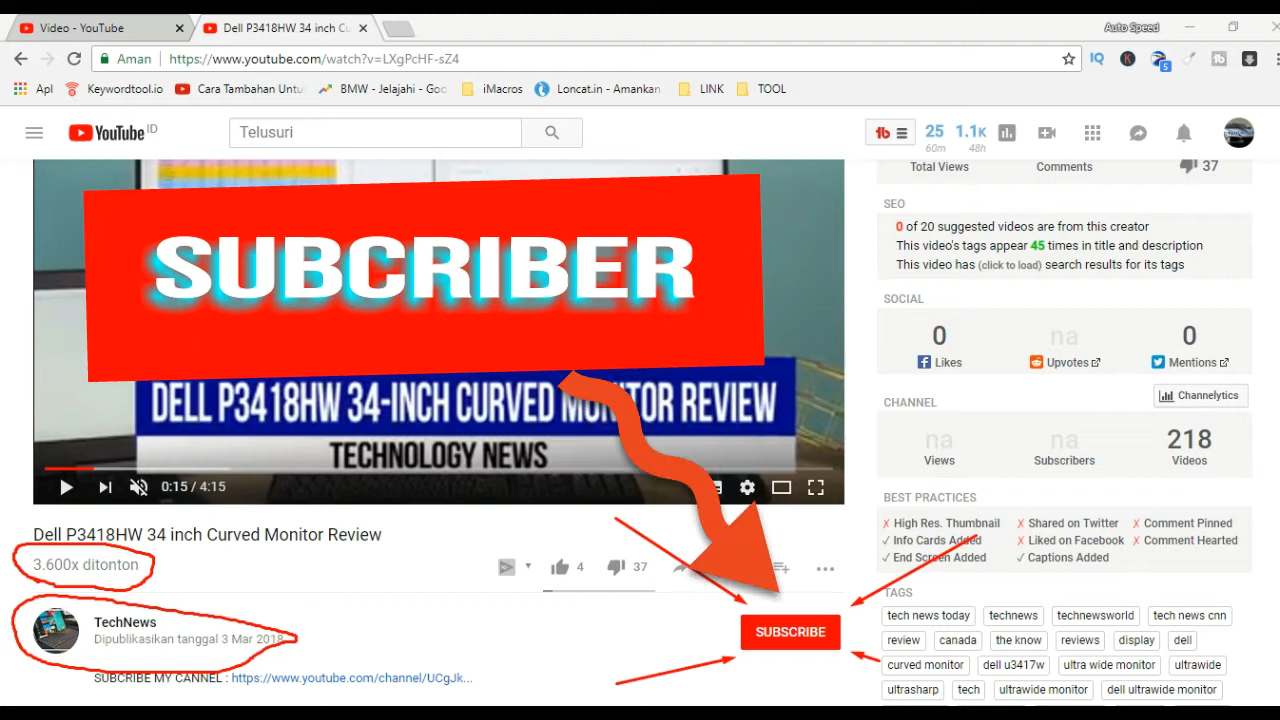 Video - YouTube
Dell P3418HW 34 inch Cu
Auto Speed
Aman
https://www.youtube.com/watch?v=LXgPcHF-sZ4
IQ
K
5
tb
Apl
Keywordtool.io
Cara Tambahan Untu
BMW - Jelajahi - Goo
iMacros
Loncat.in - Amankan
LINK
TOOL
YouTube ID
Telusuri
tb
25
60m
1.1K
48h
SUBCRIBER
DELL P3418HW 34-INCH CURVED MONITOR REVIEW
TECHNOLOGY NEWS
0:15 / 4:15
Dell P3418HW 34 inch Curved Monitor Review
3.600x ditonton
4
37
TechNews
Dipublikasikan tanggal 3 Mar 2018
SUBSCRIBE
SUBCRIBE MY CANNEL : https://www.youtube.com/channel/UCgJk...
Total Views
Comments
37
SEO
0 of 20 suggested videos are from this creator
This video's tags appear 45 times in title and description
This video has (click to load) search results for its tags
SOCIAL
0
na
0
Likes
Upvotes
Mentions
CHANNEL
Channelytics
na
na
218
Views
Subscribers
Videos
BEST PRACTICES
✗ High Res. Thumbnail
✗ Shared on Twitter
✗ Comment Pinned
✓ Info Cards Added
✗ Liked on Facebook
✗ Comment Hearted
✓ End Screen Added
✓ Captions Added
TAGS
tech news today
technews
technewsworld
tech news cnn
review
canada
the know
reviews
display
dell
curved monitor
dell u3417w
ultra wide monitor
ultrawide
ultrasharp
tech
ultrawide monitor
dell ultrawide monitor